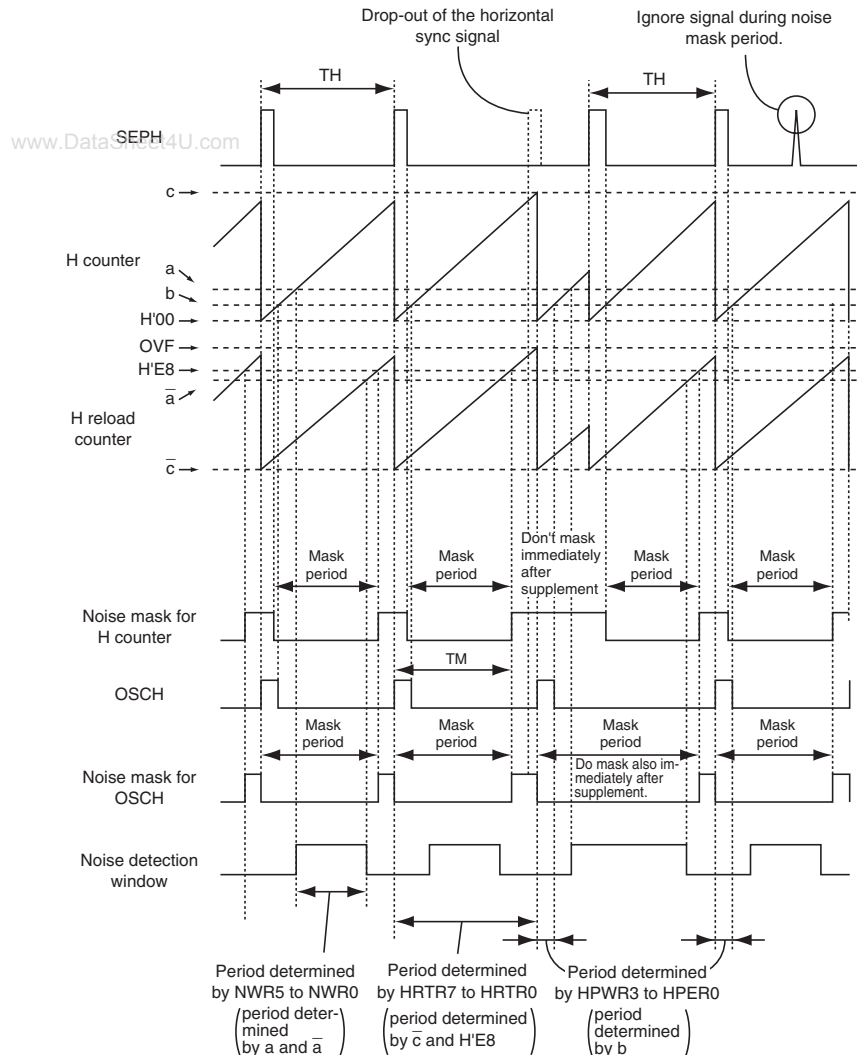 Drop-out of the horizontal
sync signal
Ignore signal during noise
mask period.
TH
TH
SEPH
www.DataSheet4U.com
c
H counter
a
b
H'00
OVF
H'E8
a̅
H reload
counter
c̅
Don't mask
immediately
after
supplement
Mask
period
Mask
period
Mask
period
Mask
period
Noise mask for
H counter
TM
OSCH
Mask
period
Mask
period
Mask
period
Mask
period
Do mask also im-
mediately after
supplement.
Noise mask for
OSCH
Noise detection
window
Period determined
by NWR5 to NWR0
(period deter-
mined
by a and a̅)
Period determined
by HRTR7 to HRTR0
(period determined
by c̅ and H'E8)
Period determined
by HPWR3 to HPER0
(period
determined
by b)